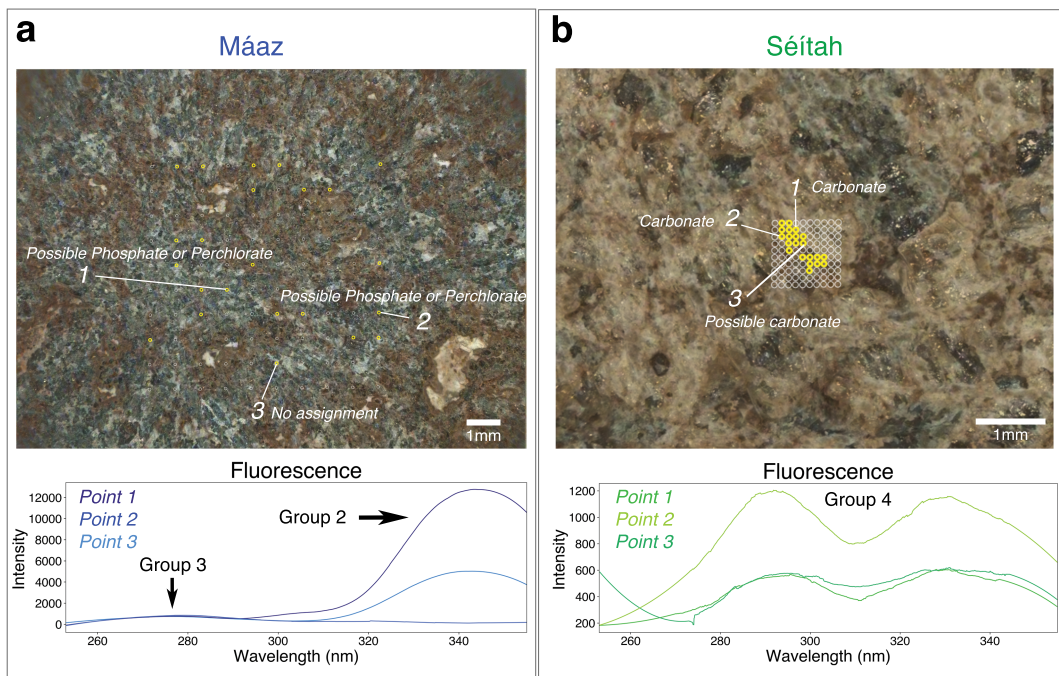 a
Máaz
Possible Phosphate or Perchlorate
1
Possible Phosphate or Perchlorate
2
3 No assignment
1mm
Fluorescence
Point 1
Point 2
Point 3
Group 2
Group 3
Intensity
12000
10000
8000
6000
4000
2000
0
260 280 300 320 340
Wavelength (nm)
b
Séítah
1 Carbonate
Carbonate 2
3
Possible carbonate
1mm
Fluorescence
Point 1
Point 2
Point 3
Group 4
Intensity
1200
1000
800
600
400
200
260 280 300 320 340
Wavelength (nm)